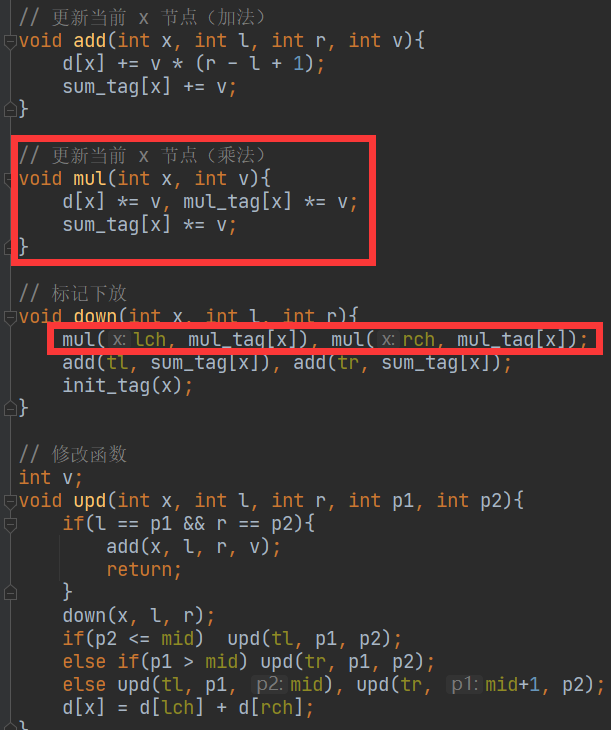 // 更新当前 x 节点（加法）
void add(int x, int l, int r, int v){
    d[x] += v * (r - l + 1);
    sum_tag[x] += v;
}
// 更新当前 x 节点（乘法）
void mul(int x, int v){
    d[x] *= v, mul_tag[x] *= v;
    sum_tag[x] *= v;
}
// 标记下放
void down(int x, int l, int r){
    mul( x: lch, mul_tag[x]), mul( x: rch, mul_tag[x]);
    add(tl, sum_tag[x]), add(tr, sum_tag[x]);
    init_tag(x);
}
// 修改函数
int v;
void upd(int x, int l, int r, int p1, int p2){
    if(l == p1 && r == p2){
        add(x, l, r, v);
        return;
    }
    down(x, l, r);
    if(p2 <= mid)  upd(tl, p1, p2);
    else if(p1 > mid) upd(tr, p1, p2);
    else upd(tl, p1, p2: mid), upd(tr, p1: mid+1, p2);
    d[x] = d[lch] + d[rch];
}